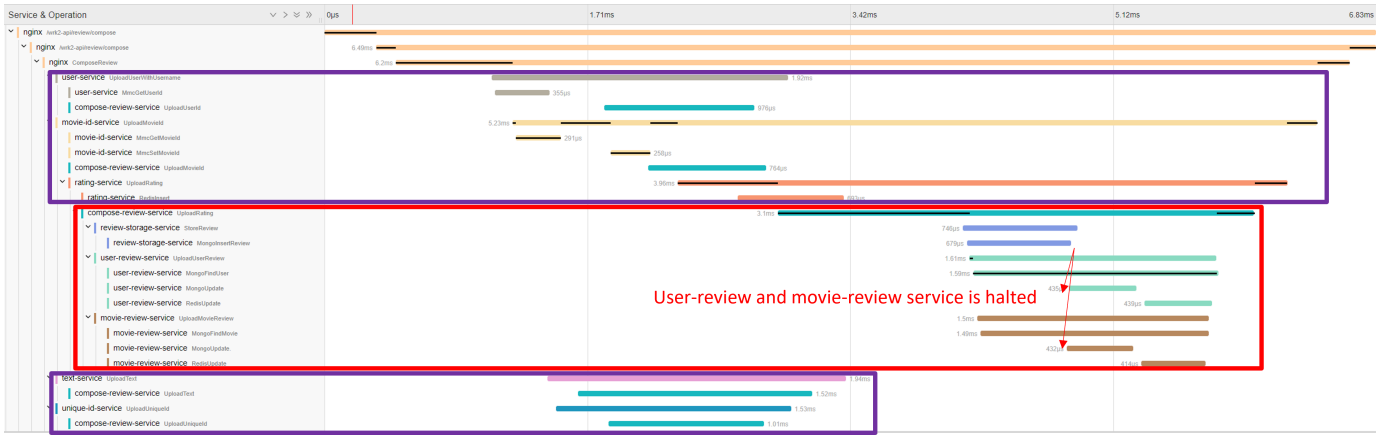 Service & Operation 0μs 1.71ms 3.42ms 5.12ms 6.83ms
nginx /wrk2-api/review/compose
nginx /wrk2-api/review/compose 6.49ms
nginx ComposeReview 6.2ms
user-service UploadUserWithUsername 1.92ms
user-service MmcGetUserId 355μs
compose-review-service UploadUserId 976μs
movie-id-service UploadMovieId 5.23ms
movie-id-service MmcGetMovieId 291μs
movie-id-service MmcSetMovieId 258μs
compose-review-service UploadMovieId 764μs
rating-service UploadRating 3.96ms
rating-service RedisInsert
compose-review-service UploadRating 3.1ms
review-storage-service StoreReview 746μs
review-storage-service MongoInsertReview 679μs
user-review-service UploadUserReview 1.61ms
user-review-service MongoFindUser 1.59ms
user-review-service MongoUpdate 435μs
User-review and movie-review service is halted
user-review-service RedisUpdate 439μs
movie-review-service UploadMovieReview 1.5ms
movie-review-service MongoFindMovie 1.49ms
movie-review-service MongoUpdate 432μs
movie-review-service RedisUpdate 414μs
text-service UploadText 1.94ms
compose-review-service UploadText 1.52ms
unique-id-service UploadUniqueId 1.53ms
compose-review-service UploadUniqueId 1.01ms